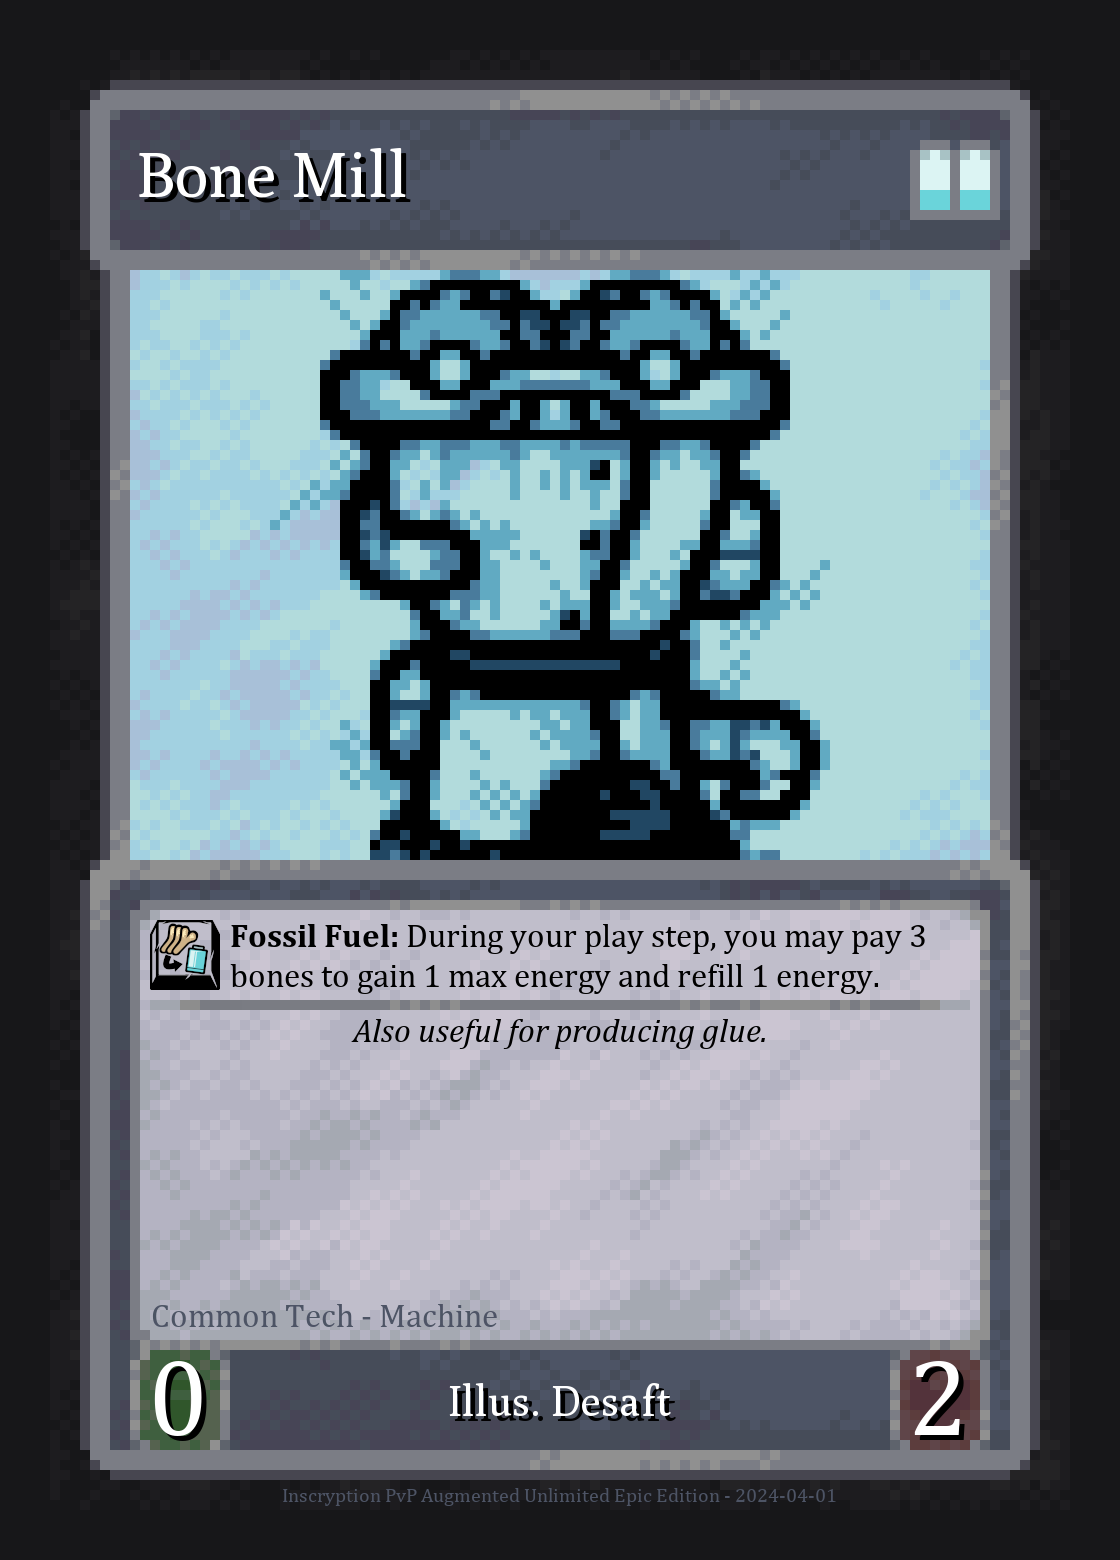 Bone Mill
Fossil Fuel: During your play step, you may pay 3
bones to gain 1 max energy and refill 1 energy.
Also useful for producing glue.
Common Tech - Machine
0
Illus. Desaft
2
Inscryption PvP Augmented Unlimited Epic Edition - 2024-04-01